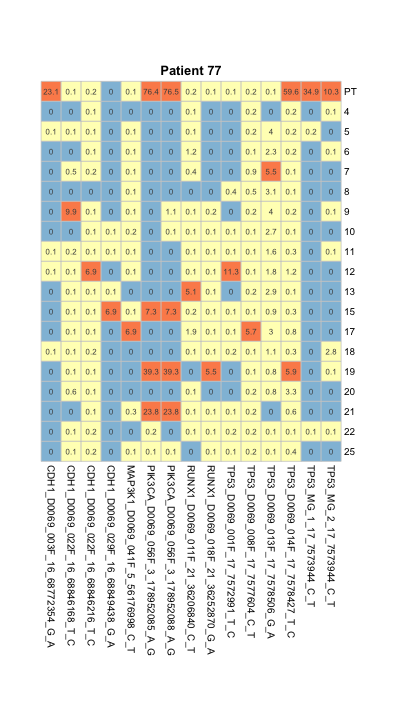 Patient 77
23.1 0.1 0.2 0 0.1 76.4 76.5 0.2 0.1 0.1 0.2 0.1 59.6 34.9 10.3 PT
0 0 0.1 0 0 0 0 0 0 0 0 0 0.1 0 0.1 4
0.1 0.1 0.1 0 0.1 0 0 0.1 0 0.1 0.2 4 0.2 0.2 0 5
0 0 0.1 0 0.1 0 0 1.2 0 0 0.1 2.3 0.2 0 0.1 6
0 0.5 0.2 0 0.1 0 0 0.4 0 0 0.9 5.5 0.1 0 0 7
0 0 0 0 0.1 0 0 0 0 0.4 0.5 3.1 0.1 0 0 8
0 9.9 0.1 0 0.1 0 1.1 0.1 0.2 0 0.2 4 0.2 0 0.1 9
0 0 0.1 0.1 0.2 0 0.1 0.1 0.1 0.1 0.1 2.7 0.1 0 0 10
0.1 0.2 0.1 0.1 0.1 0 0 0.1 0.1 0.1 0.1 1.6 0.3 0 0.1 11
0.1 0.1 6.9 0 0.1 0 0 0.1 0.1 11.3 0.1 1.8 1.2 0 0 12
0 0.1 0.1 0.1 0 0 0 5.1 0.1 0 0.2 2.9 0.1 0 0 13
0 0.1 0.1 6.9 0.1 7.3 7.3 0.2 0.1 0.1 0.1 0.9 0.3 0 0 15
0 0.1 0.1 0 6.9 0 0 1.9 0.1 0.1 5.7 3 0.8 0 0 17
0.1 0.1 0.2 0 0 0 0 0.1 0.1 0.2 0.1 1.1 0.3 0 2.8 18
0 0.1 0.2 0 0 39.3 39.3 0 5.5 0 0.1 0.8 5.9 0 0 19
0 0.6 0.1 0 0 0 0 0.1 0 0 0.2 0.8 3.3 0 0 20
0 0 0.1 0 0.3 23.8 23.8 0.1 0.1 0.1 0.2 0 0.6 0 0 21
0 0.1 0.2 0 0 0.2 0 0.1 0.1 0.1 0.2 0.2 0.1 0.1 0.1 22
0 0.1 0.2 0 0.1 0.1 0.1 0 0.1 0.2 0.1 0.1 0.4 0 0 25
CDH1_D0069_003F_16_68772354_G_A
CDH1_D0069_022F_16_68846168_T_C
CDH1_D0069_022F_16_68846216_T_C
CDH1_D0069_029F_16_68849438_G_A
MAP3K1_D0069_041F_5_56176998_C_T
PIK3CA_D0069_056F_3_178952085_A_G
PIK3CA_D0069_056F_3_178952088_A_G
RUNX1_D0069_011F_21_36206840_C_T
RUNX1_D0069_018F_21_36252870_G_A
TP53_D0069_001F_17_7572991_T_C
TP53_D0069_008F_17_7577604_C_T
TP53_D0069_013F_17_7578506_G_A
TP53_D0069_014F_17_7578427_T_C
TP53_MG_1_17_7573944_C_T
TP53_MG_2_17_7573944_C_T